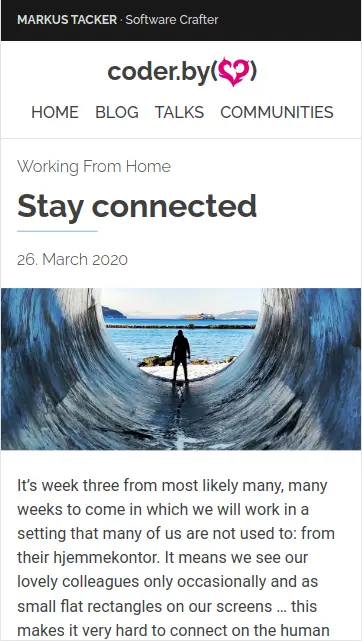 MARKUS TACKER · Software Crafter
coder.by( )
HOME BLOG TALKS COMMUNITIES
Working From Home
Stay connected
26. March 2020
It’s week three from most likely many, many
weeks to come in which we will work in a
setting that many of us are not used to: from
their hjemmekontor. It means we see our
lovely colleagues only occasionally and as
small flat rectangles on our screens … this
makes it very hard to connect on the human